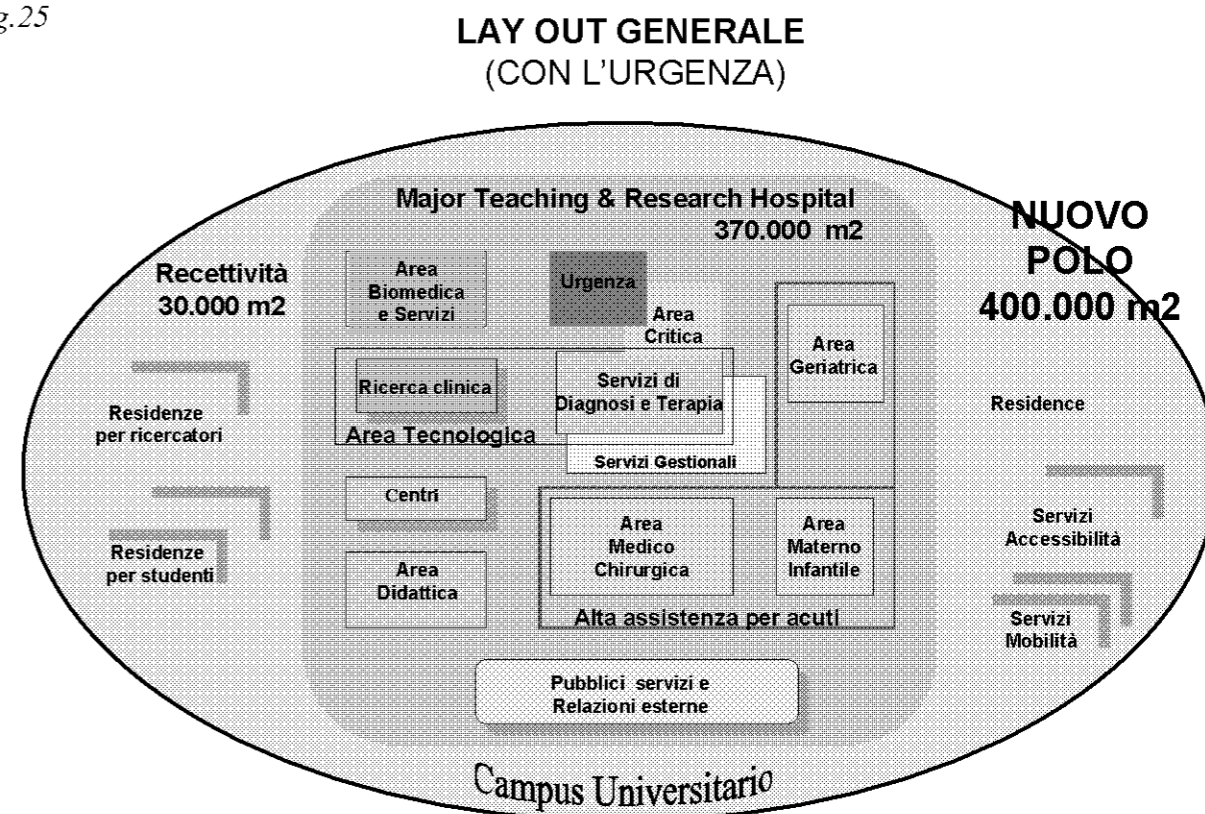 g.25
LAY OUT GENERALE
(CON L'URGENZA)
Major Teaching & Research Hospital
370.000 m2
NUOVO
POLO
400.000 m2
Recettività
30.000 m2
Area
Biomedica
e Servizi
Urgenza
Area
Critica
Area
Geriatrica
Ricerca clinica
Servizi di
Diagnosi e Terapia
Area Tecnologica
Servizi Gestionali
Residenze
per ricercatori
Residence
Centri
Area
Medico
Chirurgica
Area
Materno
Infantile
Servizi
Accessibilità
Residenze
per studenti
Area
Didattica
Alta assistenza per acuti
Servizi
Mobilità
Pubblici servizi e
Relazioni esterne
Campus Universitario